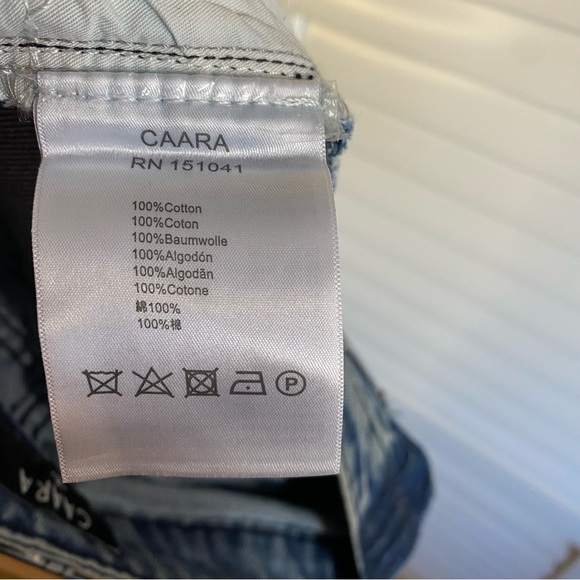 CAARA
RN 151041
100%Cotton
100%Coton
100%Baumwolle
100%Algodón
100%Algodãn
100%Cotone
綿100%
100%棉
P
CAARA